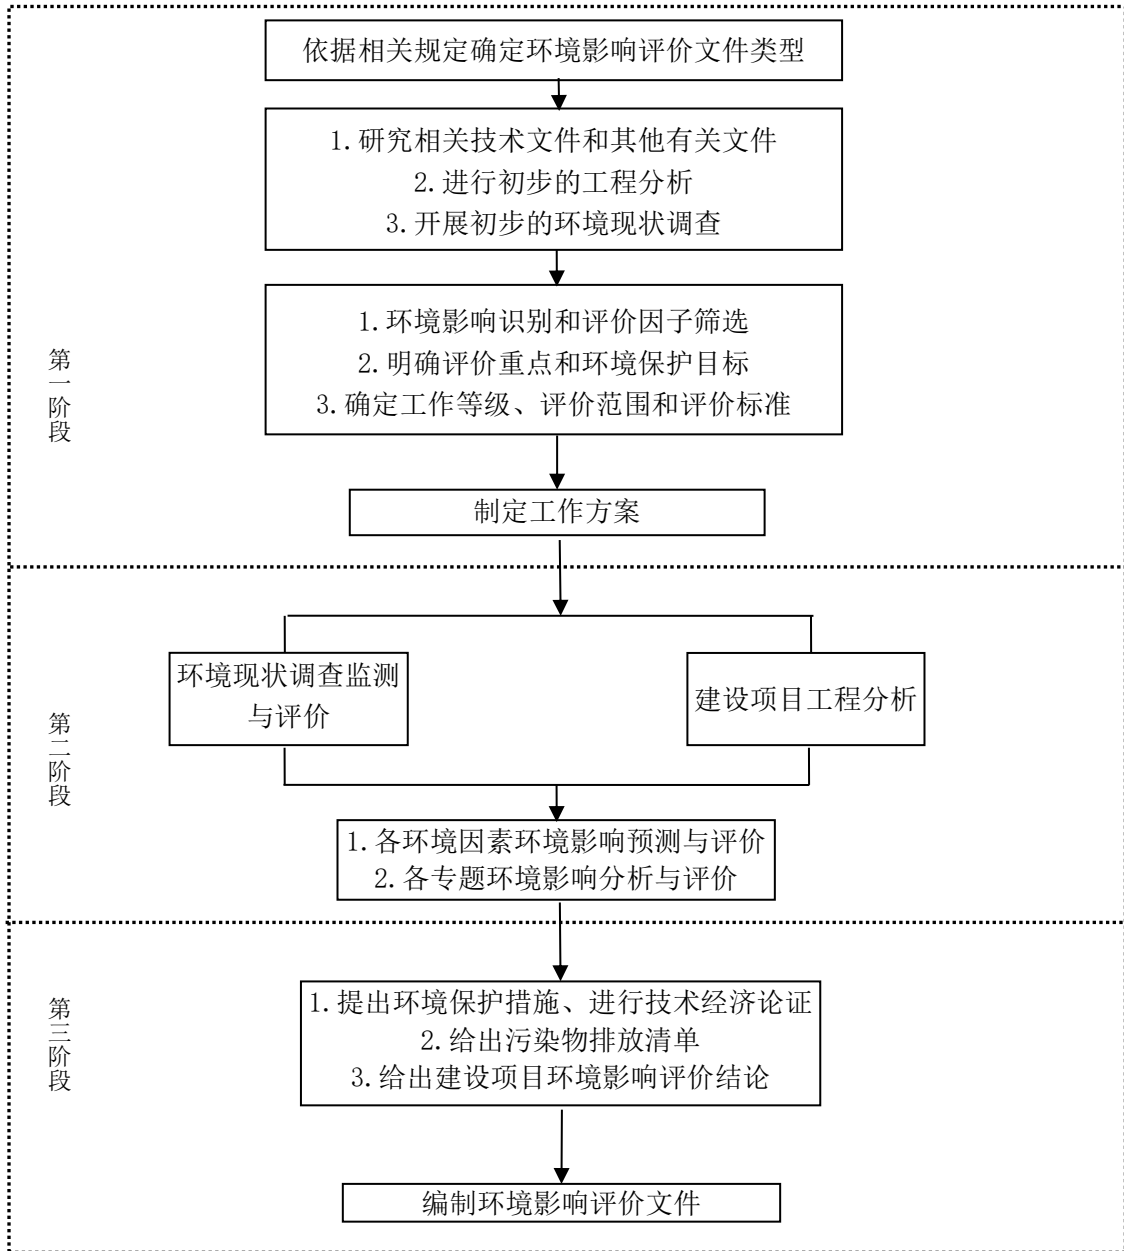 依据相关规定确定环境影响评价文件类型
1.研究相关技术文件和其他有关文件
2.进行初步的工程分析
3.开展初步的环境现状调查
1.环境影响识别和评价因子筛选
2.明确评价重点和环境保护目标
3.确定工作等级、评价范围和评价标准
第一阶段
制定工作方案
环境现状调查监测
与评价
建设项目工程分析
第二阶段
1.各环境因素环境影响预测与评价
2.各专题环境影响分析与评价
第三阶段
1.提出环境保护措施、进行技术经济论证
2.给出污染物排放清单
3.给出建设项目环境影响评价结论
编制环境影响评价文件